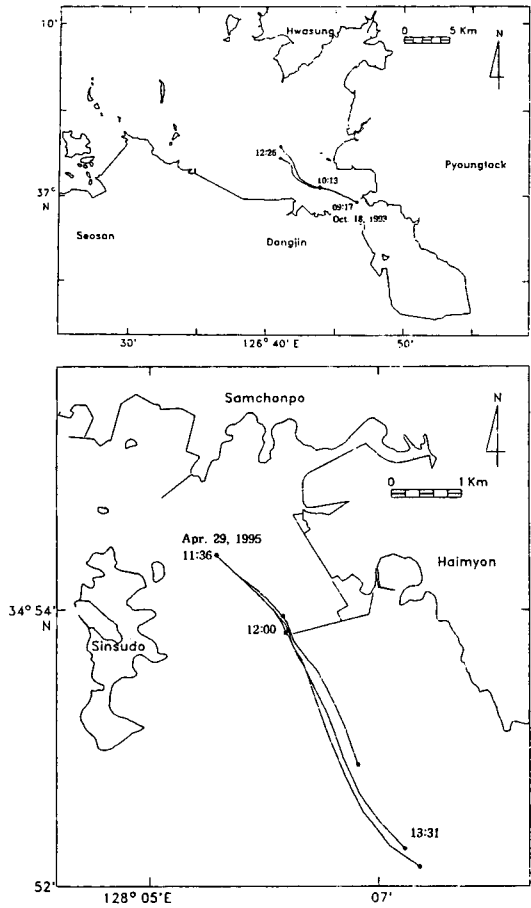 10'
Hwasung
0 5 Km
N
12:26
10:13
Pyoungtack
37°
N
09:17
Oct. 18, 1993
Seosan
Dangjin
30' 126° 40' E 50'
Samchonpo
N
0 1 Km
Apr. 29, 1995
11:36
Haimyon
34° 54'
N
12:00
Sinsudo
13:31
52'
128° 05'E 07'